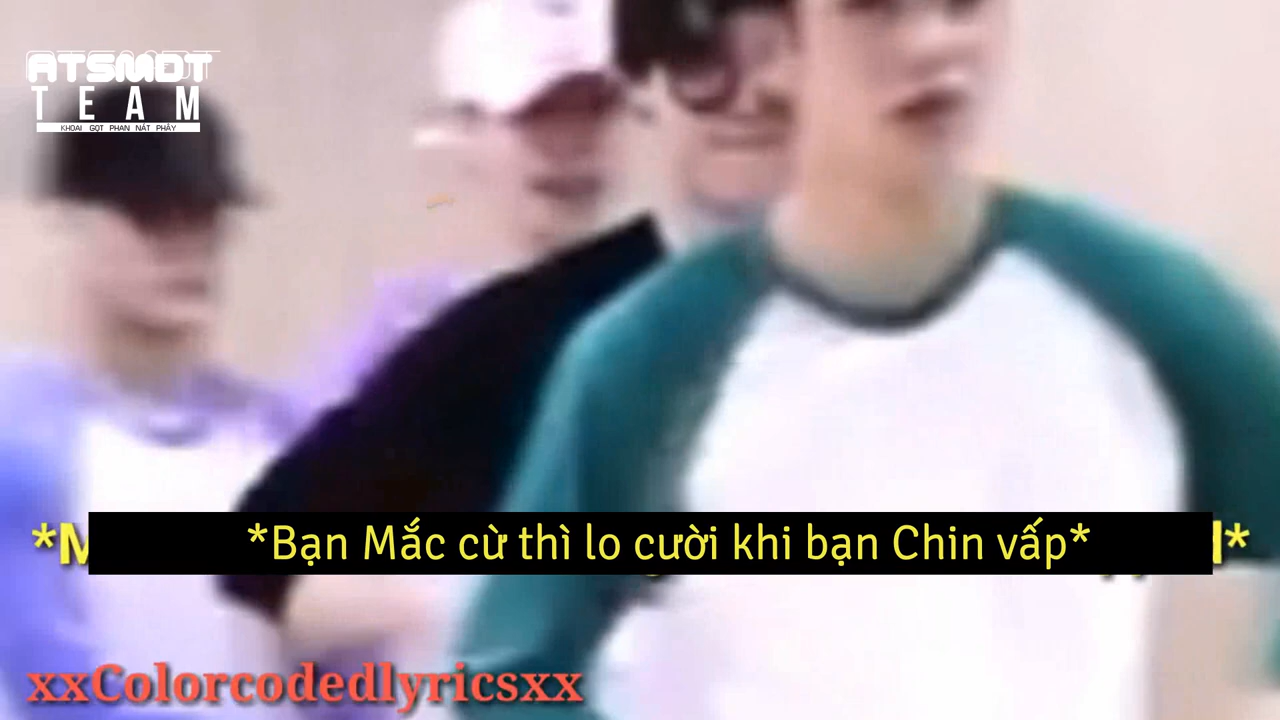 ATSMDT
TEAM
KHOAI GỌT PHAN NÁT PHÂY
*Bạn Mắc cừ thì lo cười khi bạn Chin vấp*
xxColorcodedlyricsxx